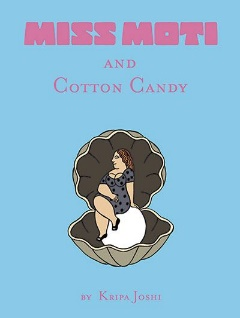 MISS MOTI
AND
COTTON CANDY
BY KRIPA JOSHI